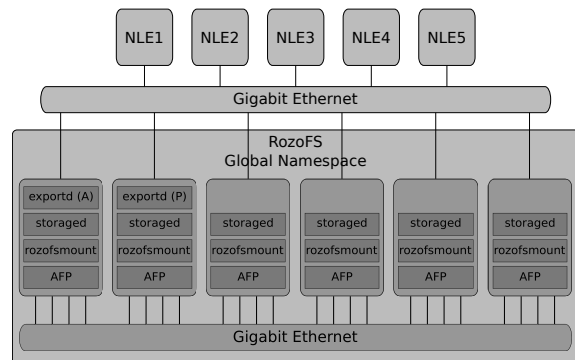 NLE1 NLE2 NLE3 NLE4 NLE5
Gigabit Ethernet
RozoFS
Global Namespace
exportd (A) exportd (P)
storaged storaged storaged storaged storaged storaged
rozofsmount rozofsmount rozofsmount rozofsmount rozofsmount rozofsmount
AFP AFP AFP AFP AFP AFP
Gigabit Ethernet